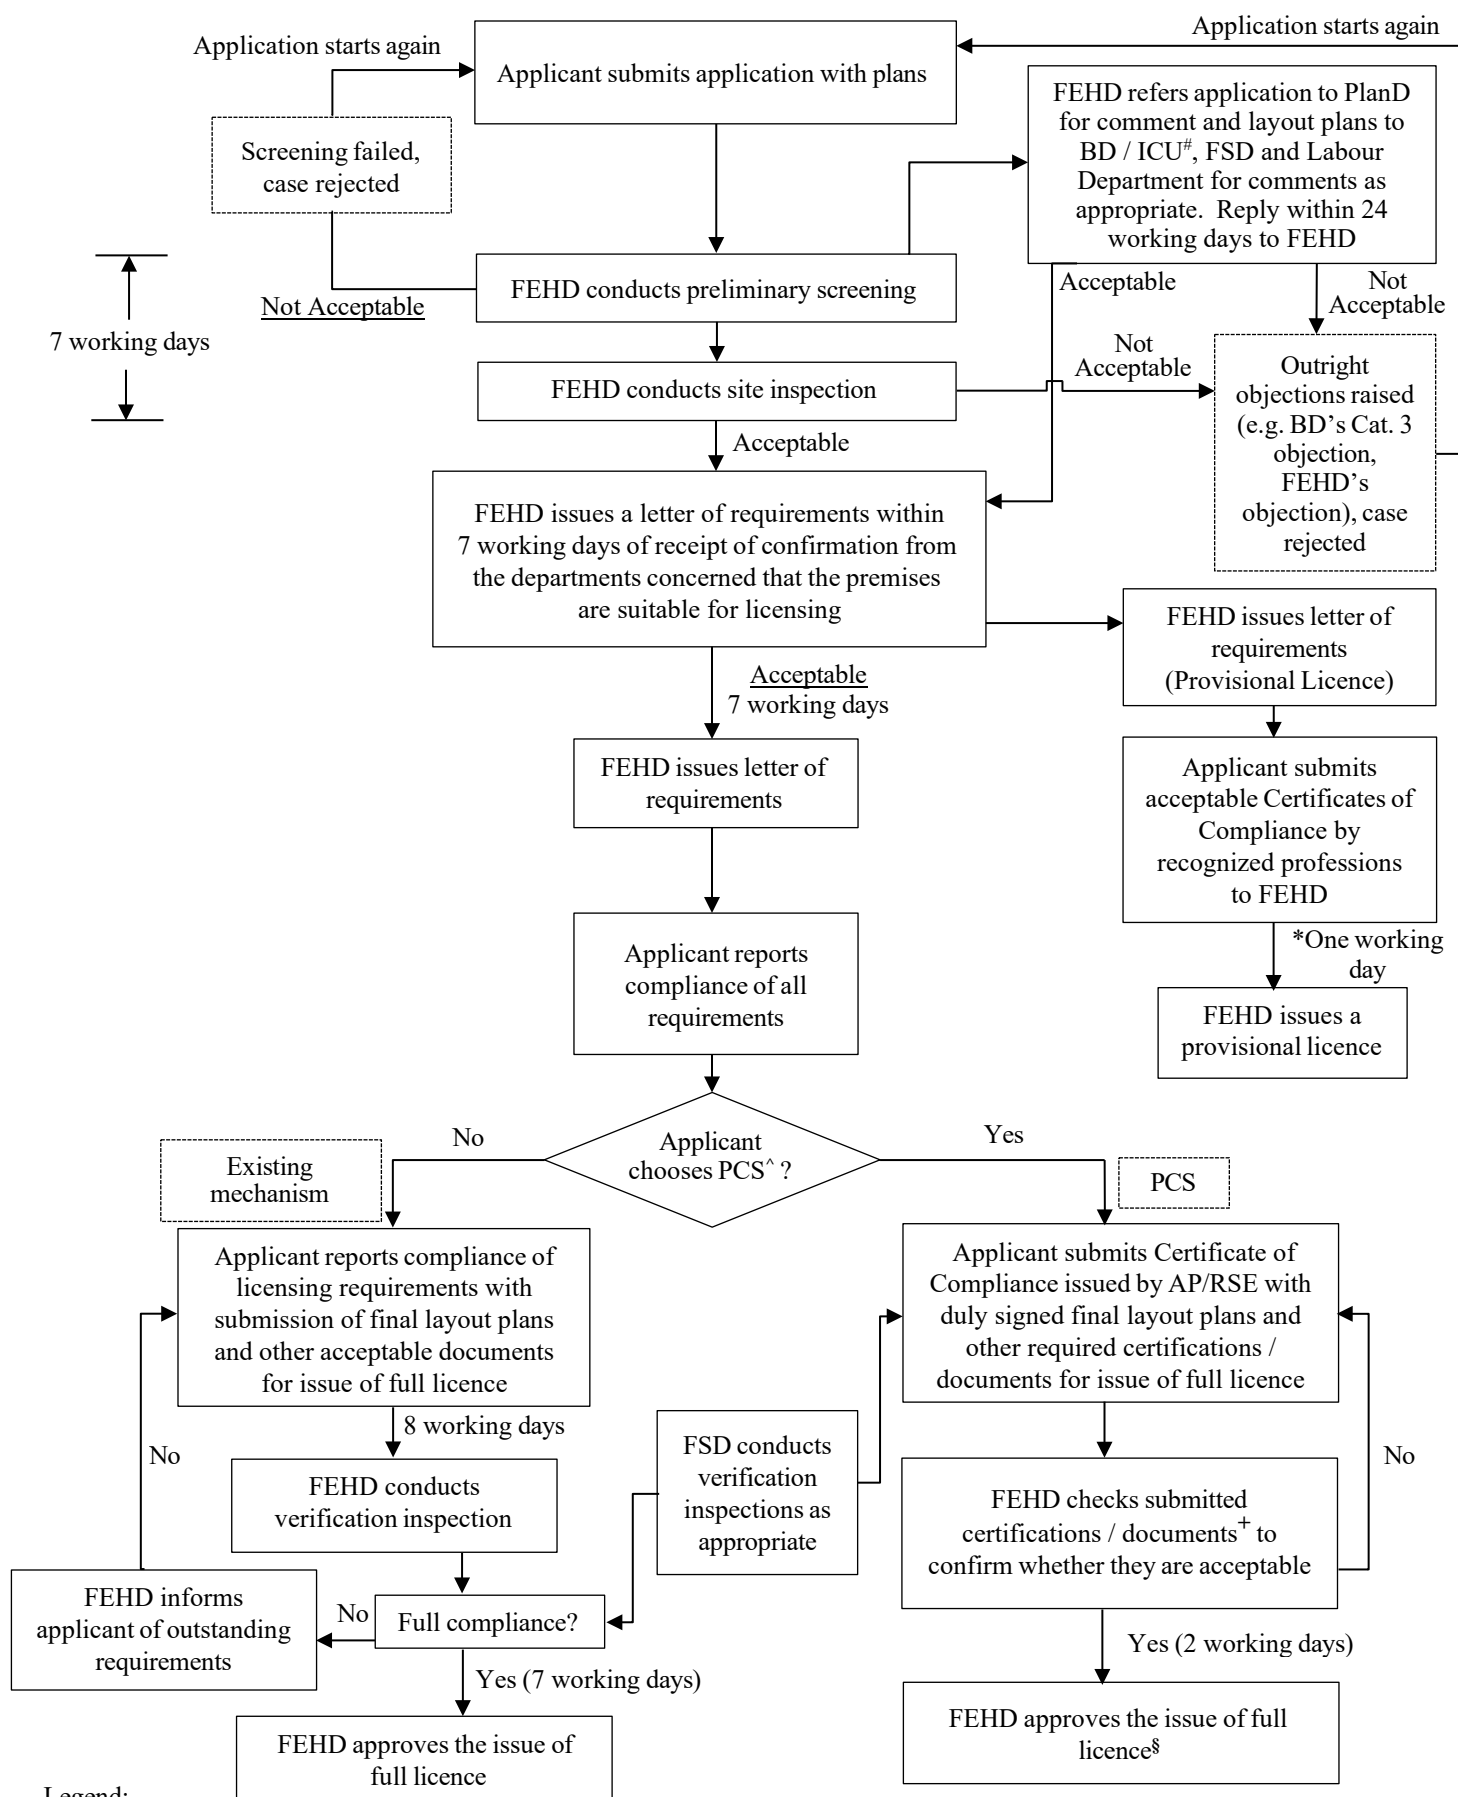 Application starts again
Application starts again
Applicant submits application with plans
FEHD refers application to PlanD
for comment and layout plans to
BD / ICU#, FSD and Labour
Department for comments as
appropriate.  Reply within 24
working days to FEHD
Screening failed,
case rejected
Not Acceptable
FEHD conducts preliminary screening
Acceptable
Not
Acceptable
7 working days
FEHD conducts site inspection
Not
Acceptable
Outright
objections raised
(e.g. BD’s Cat. 3
objection,
FEHD’s
objection), case
rejected
Acceptable
FEHD issues a letter of requirements within
7 working days of receipt of confirmation from
the departments concerned that the premises
are suitable for licensing
FEHD issues letter of
requirements
(Provisional Licence)
Acceptable
7 working days
FEHD issues letter of
requirements
Applicant submits
acceptable Certificates of
Compliance by
recognized professions
to FEHD
*One working
day
FEHD issues a
provisional licence
Applicant reports
compliance of all
requirements
Applicant
chooses PCS^ ?
No
Yes
Existing
mechanism
PCS
Applicant reports compliance of
licensing requirements with
submission of final layout plans
and other acceptable documents
for issue of full licence
Applicant submits Certificate of
Compliance issued by AP/RSE with
duly signed final layout plans and
other required certifications /
documents for issue of full licence
8 working days
No
FSD conducts
verification
inspections as
appropriate
No
FEHD conducts
verification inspection
FEHD checks submitted
certifications / documents+ to
confirm whether they are acceptable
FEHD informs
applicant of outstanding
requirements
No
Full compliance?
Yes (7 working days)
Yes (2 working days)
FEHD approves the issue of
full licence
FEHD approves the issue of full
licence§
Legend: